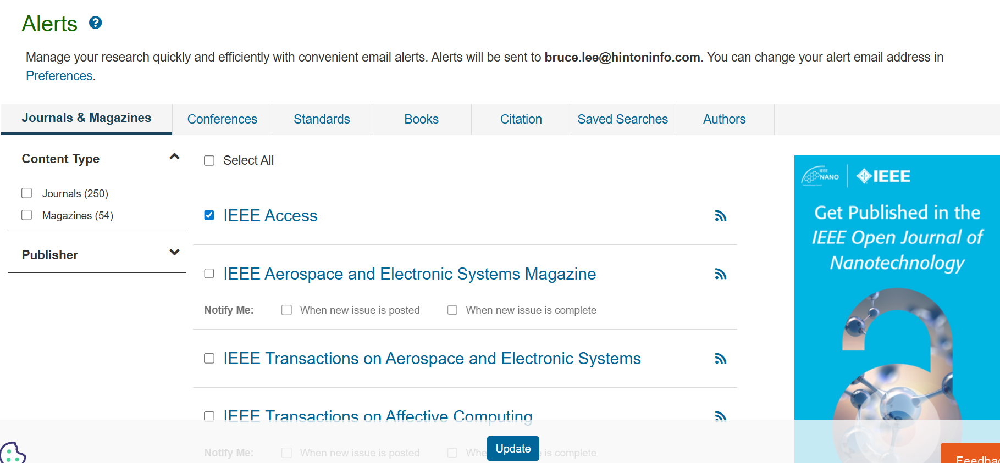 Alerts
Manage your research quickly and efficiently with convenient email alerts. Alerts will be sent to bruce.lee@hintoninfo.com. You can change your alert email address in
Preferences.
Journals & Magazines
Conferences
Standards
Books
Citation
Saved Searches
Authors
Content Type
Journals (250)
Magazines (54)
Publisher
Select All
IEEE Access
IEEE Aerospace and Electronic Systems Magazine
Notify Me: When new issue is posted When new issue is complete
IEEE Transactions on Aerospace and Electronic Systems
IEEE Transactions on Affective Computing
Notify Me: When new issue is posted Whe is complete
Update
IEEE
NANO
IEEE
Get Published in the
IEEE Open Journal of
Nanotechnology
Feedba